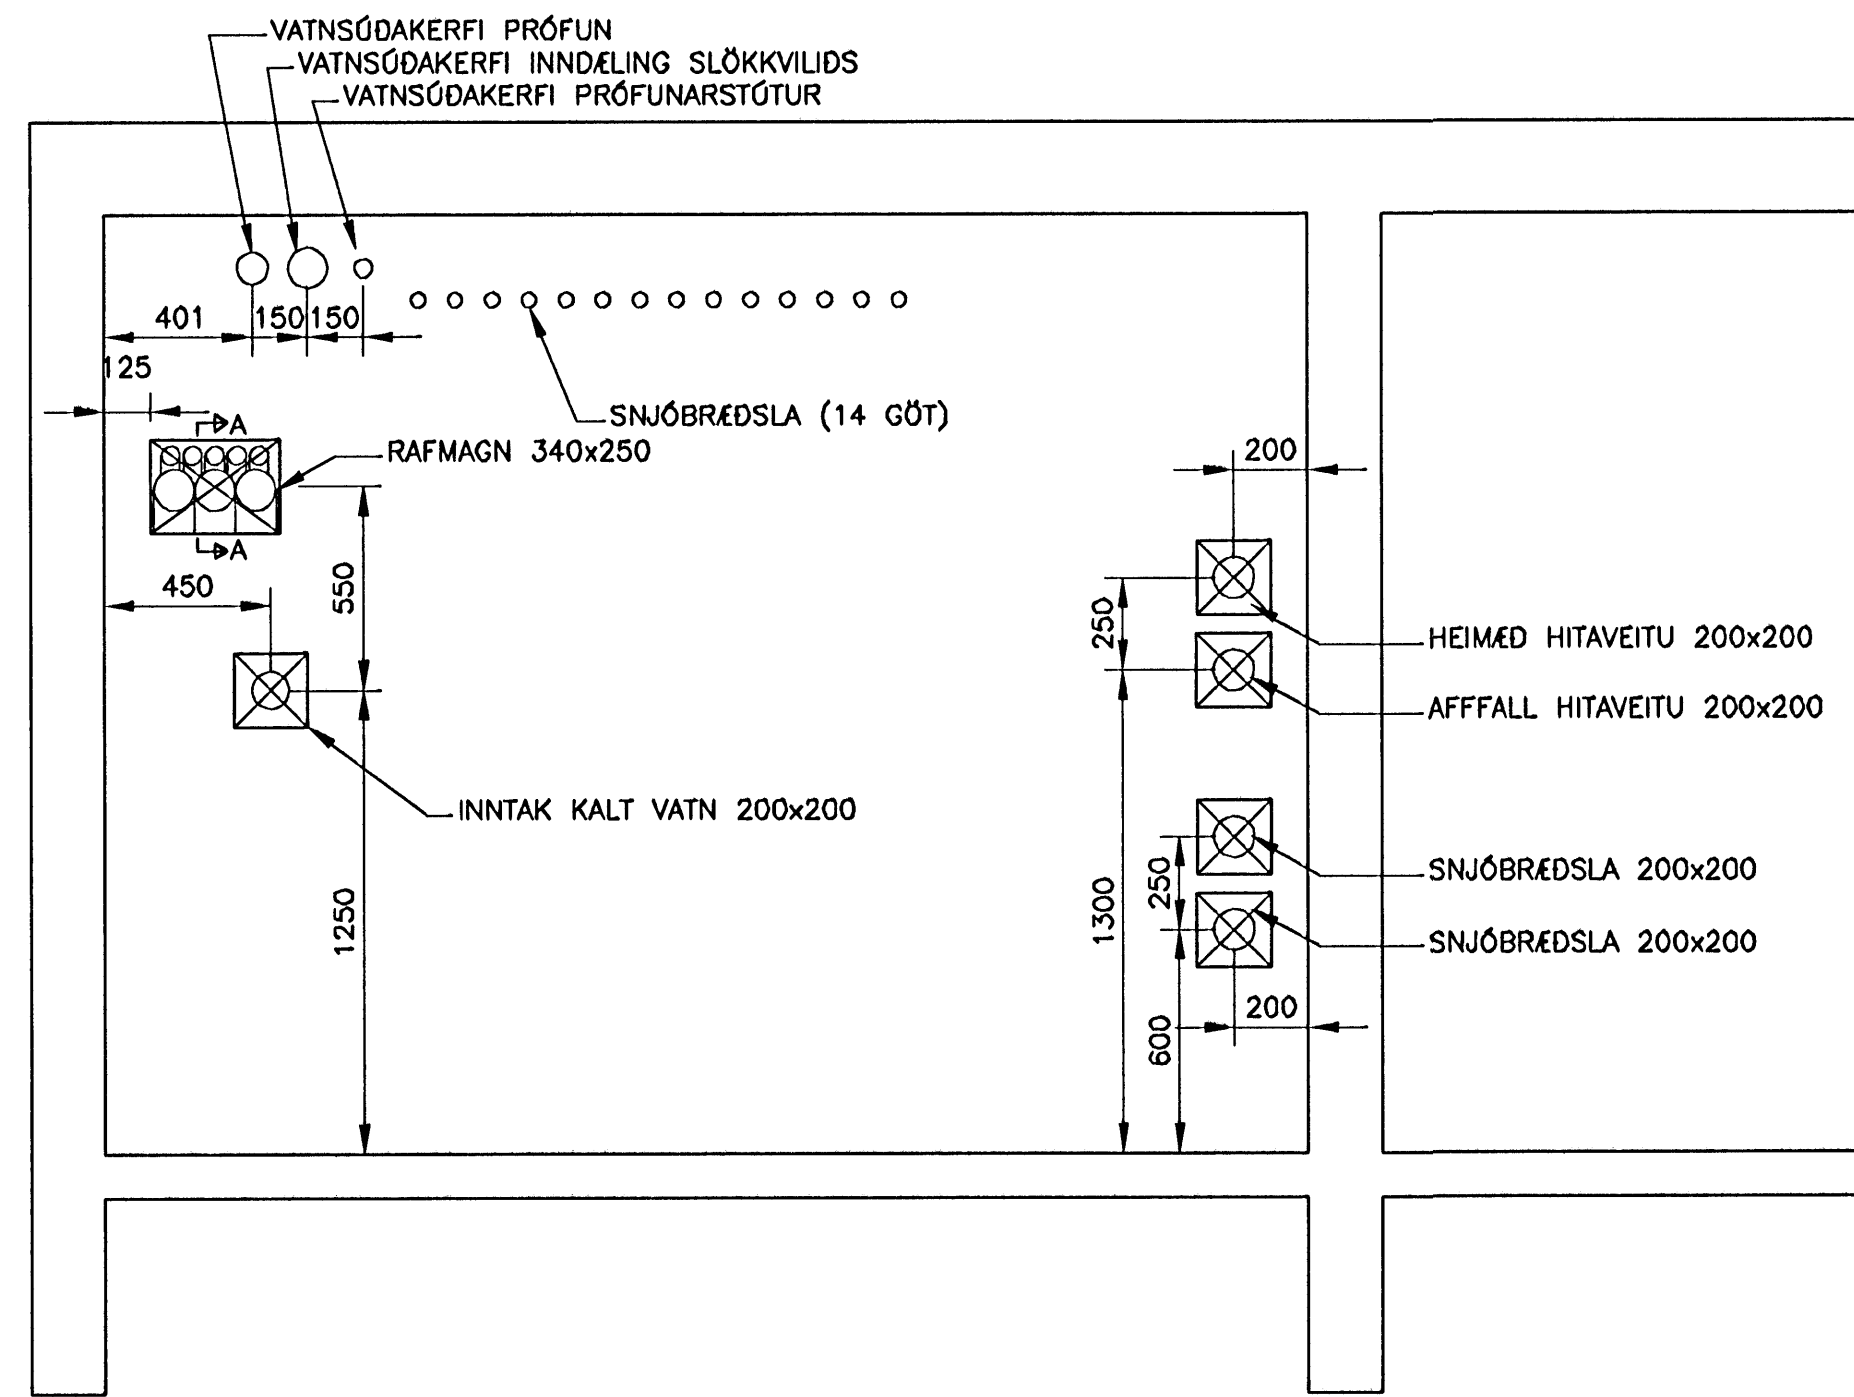 VATNSÚÐAKERFI PRÓFUN
VATNSÚÐAKERFI INNDÆLING SLÖKKVILIÐS
VATNSÚÐAKERFI PRÓFUNARSTÚTUR
401
150
150
125
SNJÓBRÆÐSLA (14 GÖT)
A
RAFMAGN 340x250
200
A
450
550
250
HEIMÆÐ HITAVEITU 200x200
AFFFALL HITAVEITU 200x200
INNTAK KALT VATN 200x200
SNJÓBRÆÐSLA 200x200
250
1250
1300
SNJÓBRÆÐSLA 200x200
200
600